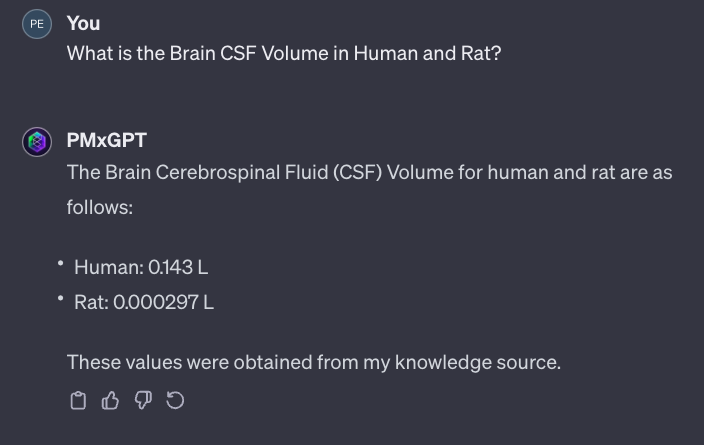 PE
You
What is the Brain CSF Volume in Human and Rat?
PMxGPT
The Brain Cerebrospinal Fluid (CSF) Volume for human and rat are as
follows:
• Human: 0.143 L
• Rat: 0.000297 L
These values were obtained from my knowledge source.